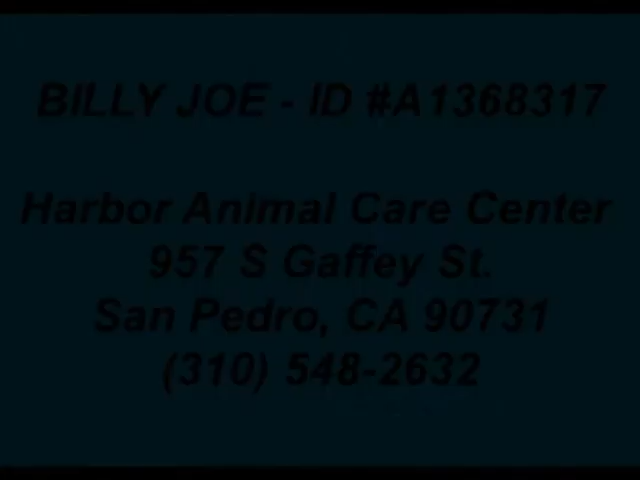 BILLY JOE - ID #A1368317
Harbor Animal Care Center
957 S Gaffey St.
San Pedro, CA 90731
(310) 548-2632